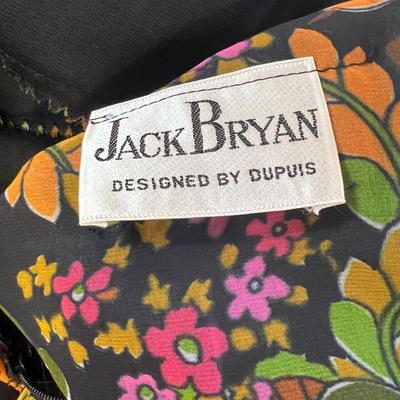 JACK BRYAN
DESIGNED BY DUPUIS